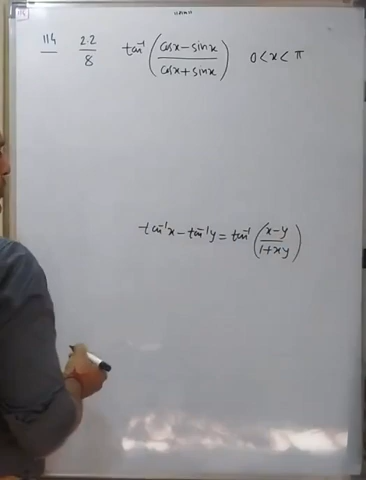 114 2.2/8 tan⁻¹ ((cosx − sinx)/(cosx + sinx)) 0 < x < π
tan⁻¹x − tan⁻¹y = tan⁻¹ ((x − y)/(1 + xy))